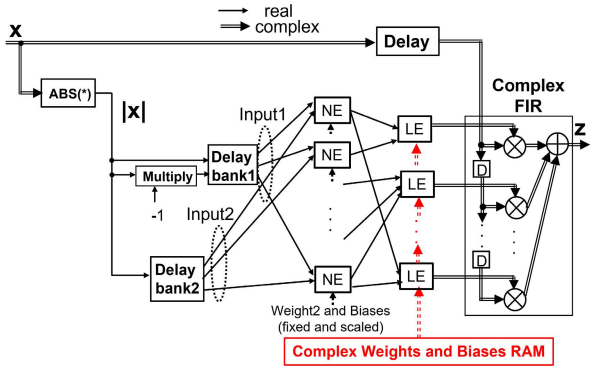 real
complex
x
Delay
Complex
FIR
ABS(*)
|x|
Input1
NE
LE
z
Delay
bank1
NE
D
Multiply
LE
-1
Input2
Delay
bank2
NE
LE
D
Weight2 and Biases
(fixed and scaled)
Complex Weights and Biases RAM